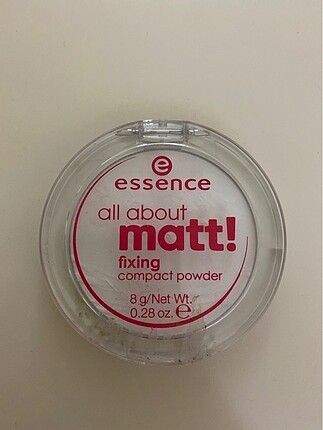 e
essence
all about
matt!
fixing
compact powder
8 g/Net Wt.
0.28 oz. ℮